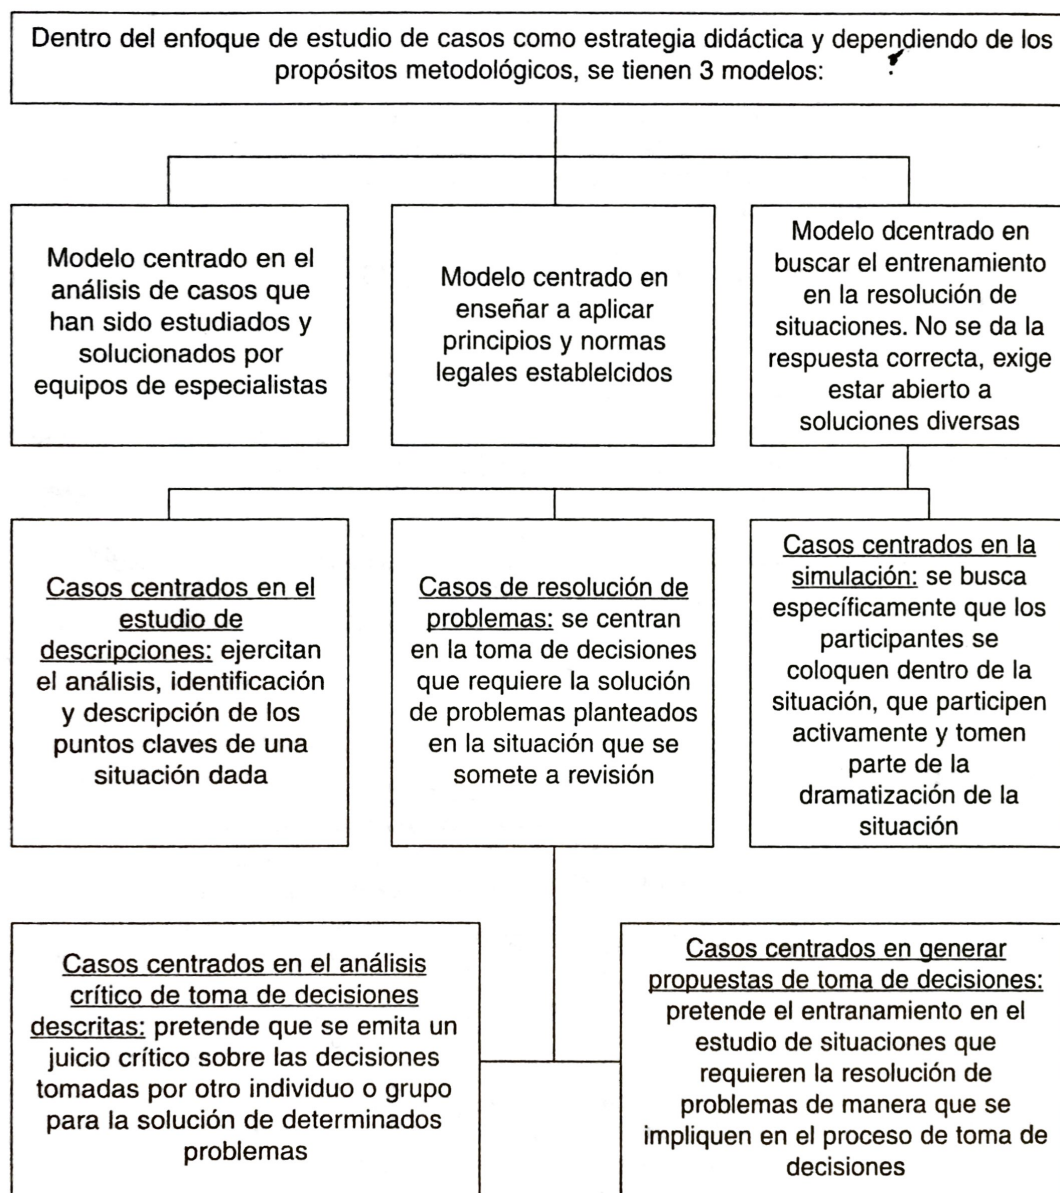 Dentro del enfoque de estudio de casos como estrategia didáctica y dependiendo de los
propósitos metodológicos, se tienen 3 modelos:
Modelo centrado en el
análisis de casos que
han sido estudiados y
solucionados por
equipos de especialistas
Modelo centrado en
enseñar a aplicar
principios y normas
legales establelcidos
Modelo dcentrado en
buscar el entrenamiento
en la resolución de
situaciones. No se da la
respuesta correcta, exige
estar abierto a
soluciones diversas
Casos centrados en el
estudio de
descripciones: ejercitan
el análisis, identificación
y descripción de los
puntos claves de una
situación dada
Casos de resolución de
problemas: se centran
en la toma de decisiones
que requiere la solución
de problemas planteados
en la situación que se
somete a revisión
Casos centrados en la
simulación: se busca
específicamente que los
participantes se
coloquen dentro de la
situación, que participen
activamente y tomen
parte de la
dramatización de la
situación
Casos centrados en el análisis
crítico de toma de decisiones
descritas: pretende que se emita un
juicio crítico sobre las decisiones
tomadas por otro individuo o grupo
para la solución de determinados
problemas
Casos centrados en generar
propuestas de toma de decisiones:
pretende el entranamiento en el
estudio de situaciones que
requieren la resolución de
problemas de manera que se
impliquen en el proceso de toma de
decisiones